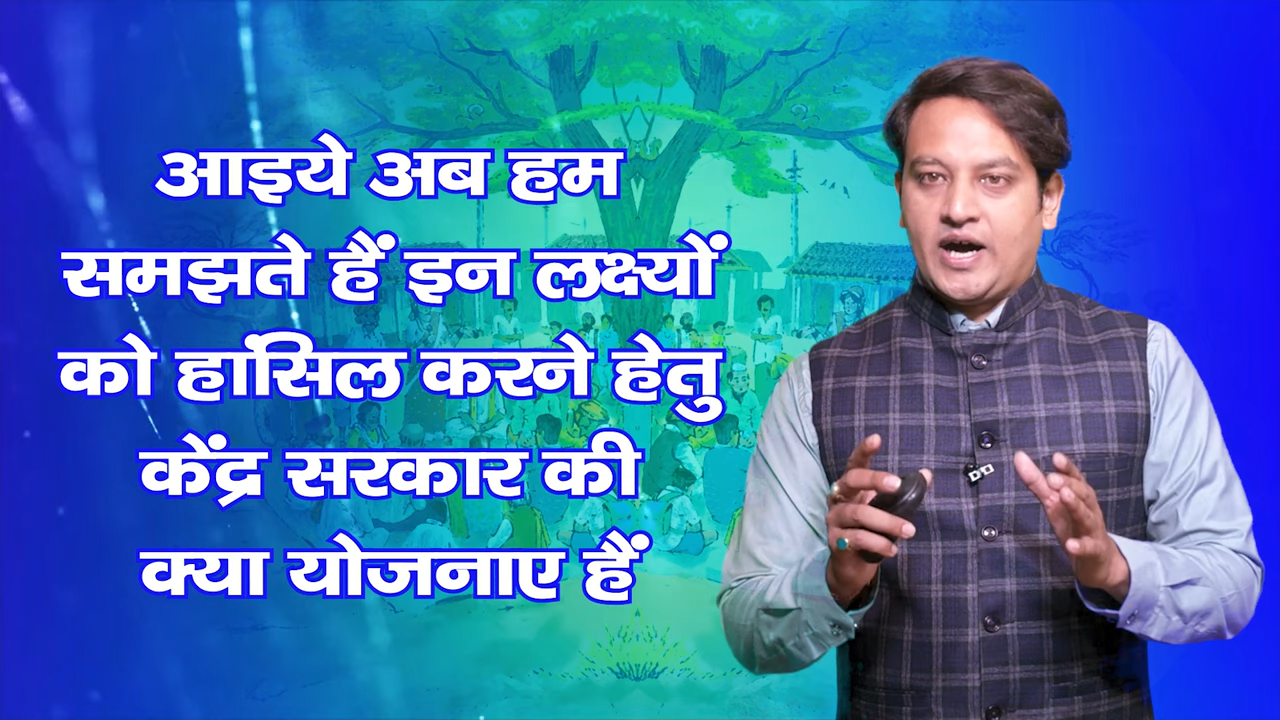 आइये अब हम
समझते हैं इन लक्ष्यों
को हांसिल करने हेतु
केंद्र सरकार की
क्या योजनाए हैं